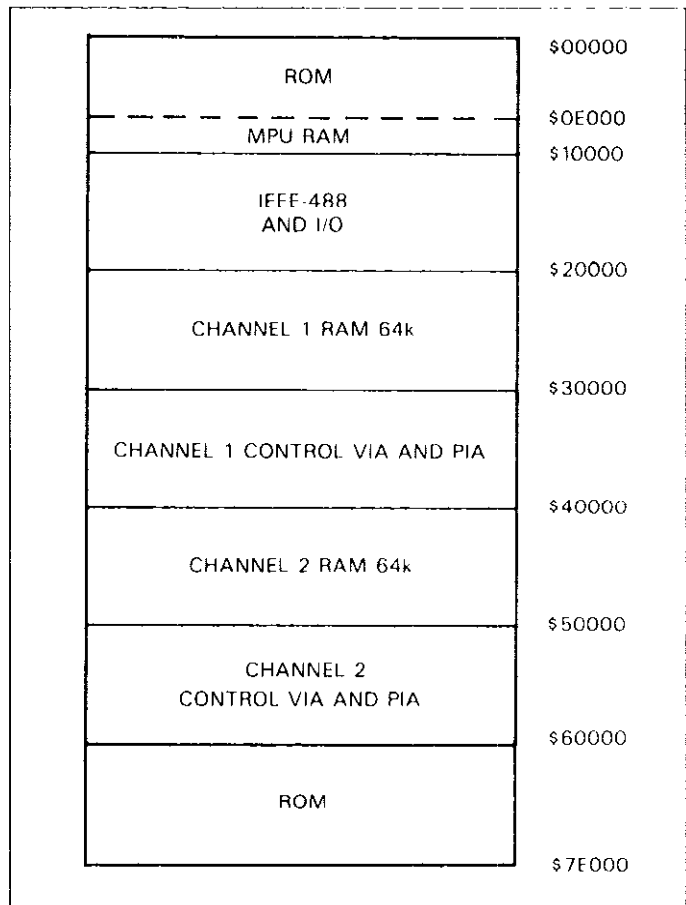 $00000
ROM
$0E000
MPU RAM
$10000
IEEE-488
AND I/O
$20000
CHANNEL 1 RAM 64k
$30000
CHANNEL 1 CONTROL VIA AND PIA
$40000
CHANNEL 2 RAM 64k
$50000
CHANNEL 2
CONTROL VIA AND PIA
$60000
ROM
$7E000